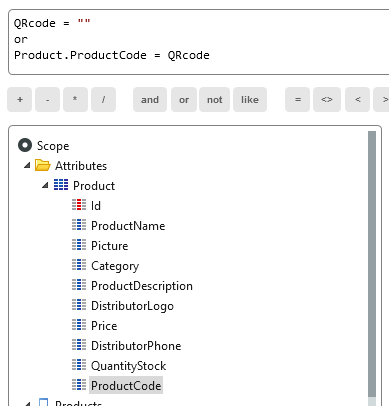 QRcode = ""
or
Product.ProductCode = QRcode
+ - * / and or not like = <> < >
Scope
Attributes
Product
Id
ProductName
Picture
Category
ProductDescription
DistributorLogo
Price
DistributorPhone
QuantityStock
ProductCode
Products